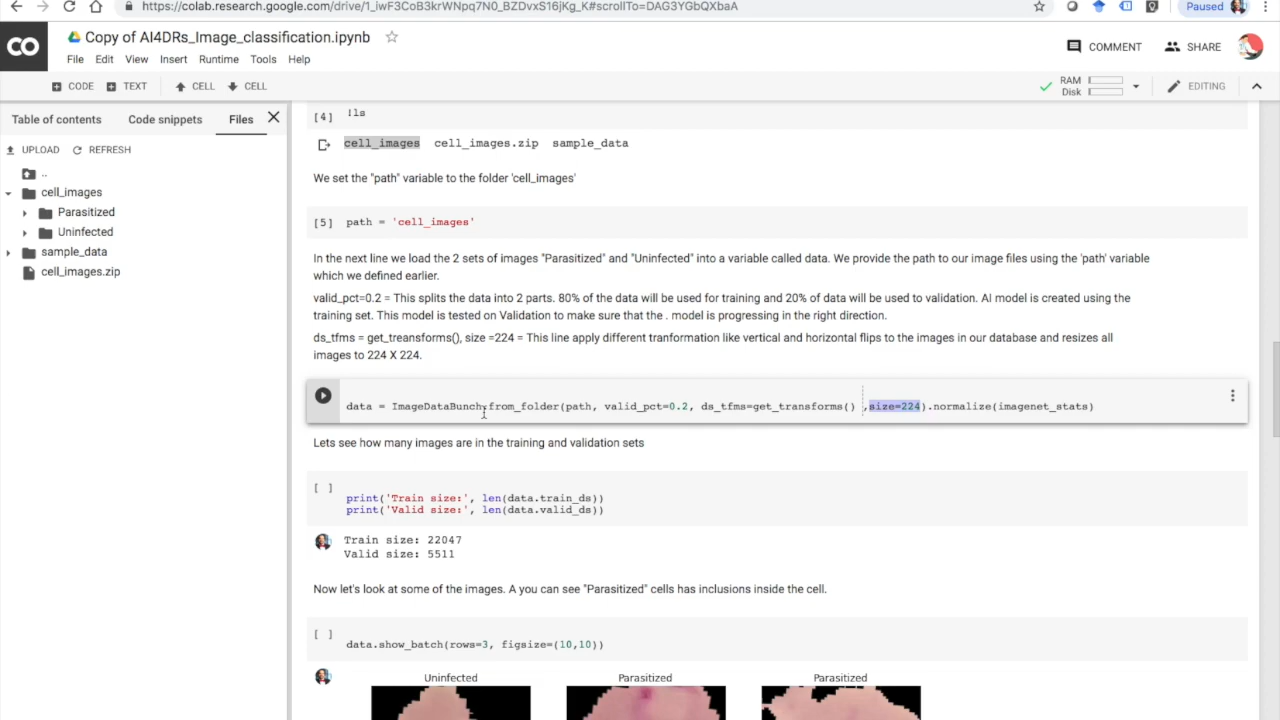 https://colab.research.google.com/drive/1_iwF3CoB3krWNpq7N0_BZDvxS16jKg_K#scrollTo=DAG3YGbQXbaA
Paused
CO
Copy of AI4DRs_Image_classification.ipynb
File Edit View Insert Runtime Tools Help
COMMENT
SHARE
CODE TEXT CELL CELL
RAM
Disk
EDITING
Table of contents Code snippets Files
UPLOAD REFRESH
..
cell_images
Parasitized
Uninfected
sample_data
cell_images.zip
[4] !ls
cell_images cell_images.zip sample_data
We set the "path" variable to the folder 'cell_images'
[5] path = 'cell_images'
In the next line we load the 2 sets of images "Parasitized" and "Uninfected" into a variable called data. We provide the path to our image files using the 'path' variable
which we defined earlier.
valid_pct=0.2 = This splits the data into 2 parts. 80% of the data will be used for training and 20% of data will be used to validation. AI model is created using the
training set. This model is tested on Validation to make sure that the . model is progressing in the right direction.
ds_tfms = get_treansforms(), size =224 = This line apply different tranformation like vertical and horizontal flips to the images in our database and resizes all
images to 224 X 224.
data = ImageDataBunch.from_folder(path, valid_pct=0.2, ds_tfms=get_transforms() ,size=224).normalize(imagenet_stats)
Lets see how many images are in the training and validation sets
[ ]
print('Train size:', len(data.train_ds))
print('Valid size:', len(data.valid_ds))
Train size: 22047
Valid size: 5511
Now let's look at some of the images. A you can see "Parasitized" cells has inclusions inside the cell.
[ ]
data.show_batch(rows=3, figsize=(10,10))
Uninfected Parasitized Parasitized